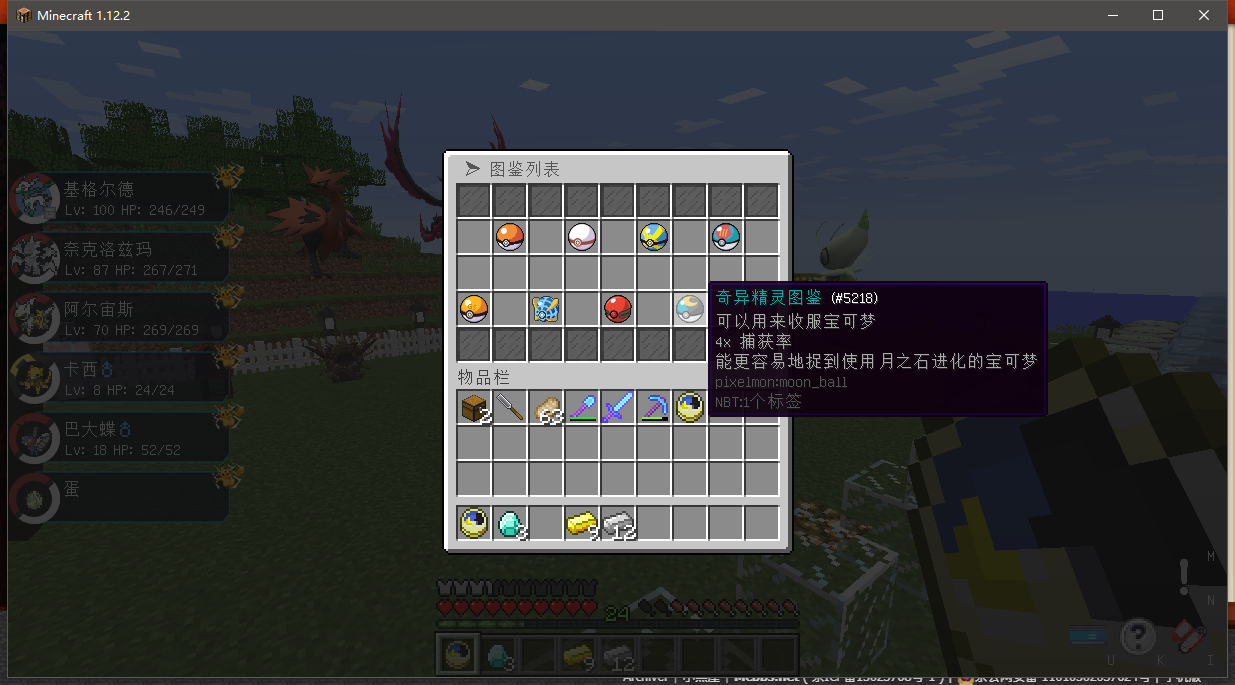 Minecraft 1.12.2
图鉴列表
基格尔德
Lv: 100 HP: 246/249
奈克洛兹玛
Lv: 87 HP: 267/271
阿尔宙斯
Lv: 70 HP: 269/269
卡西♂
Lv: 8 HP: 24/24
巴大蝶♂
Lv: 18 HP: 52/52
蛋
奇异精灵图鉴 (#5218)
可以用来收服宝可梦
4x 捕获率
能更容易地捉到使用月之石进化的宝可梦
pixelmon:moon_ball
NBT:1个标签
物品栏
2
63
3
3
12
24
3
9
12
M
N
U
K
I